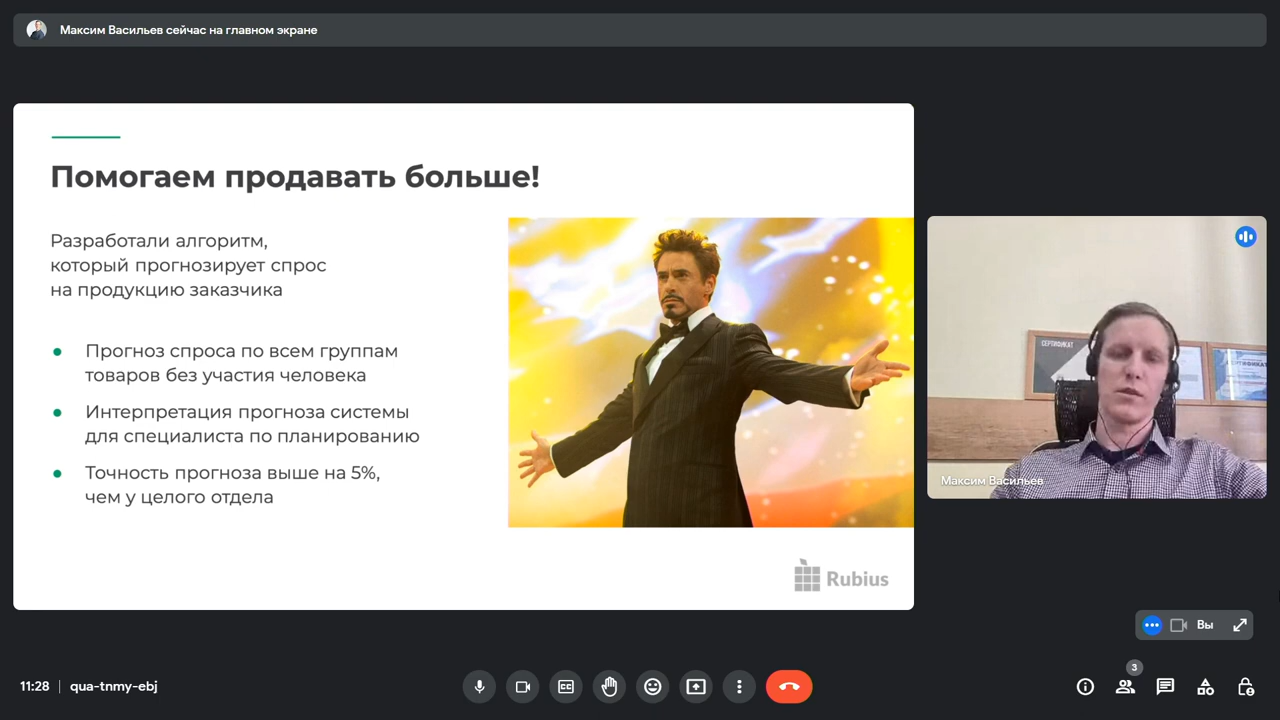 Максим Васильев сейчас на главном экране
Помогаем продавать больше!
Разработали алгоритм,
который прогнозирует спрос
на продукцию заказчика
Прогноз спроса по всем группам
товаров без участия человека
Интерпретация прогноза системы
для специалиста по планированию
Точность прогноза выше на 5%,
чем у целого отдела
Rubius
СЕРТИФИКАТ
Максим Васильев
Вы
11:28
qua-tnmy-ebj
3